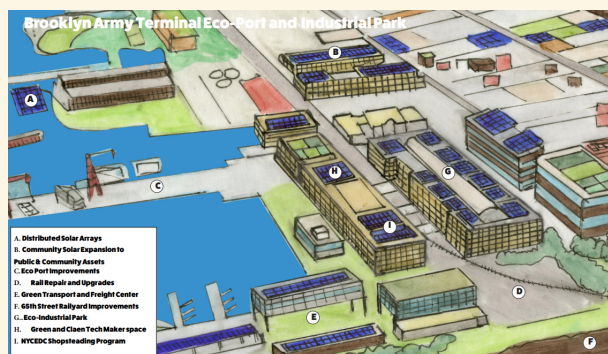 Brooklyn Army Terminal Eco-Port and Industrial Park
B
A
H
G
C
I
D
E
F
A. Distributed Solar Arrays
B. Community Solar Expansion to
Public & Community Assets
C. Eco Port Improvements
D. Rail Repair and Upgrades
E. Green Transport and Freight Center
F. 65th Street Railyard Improvements
G. Eco-Industrial Park
H. Green and Claen Tech Makerspace
I. NYCEDC Shopsteading Program